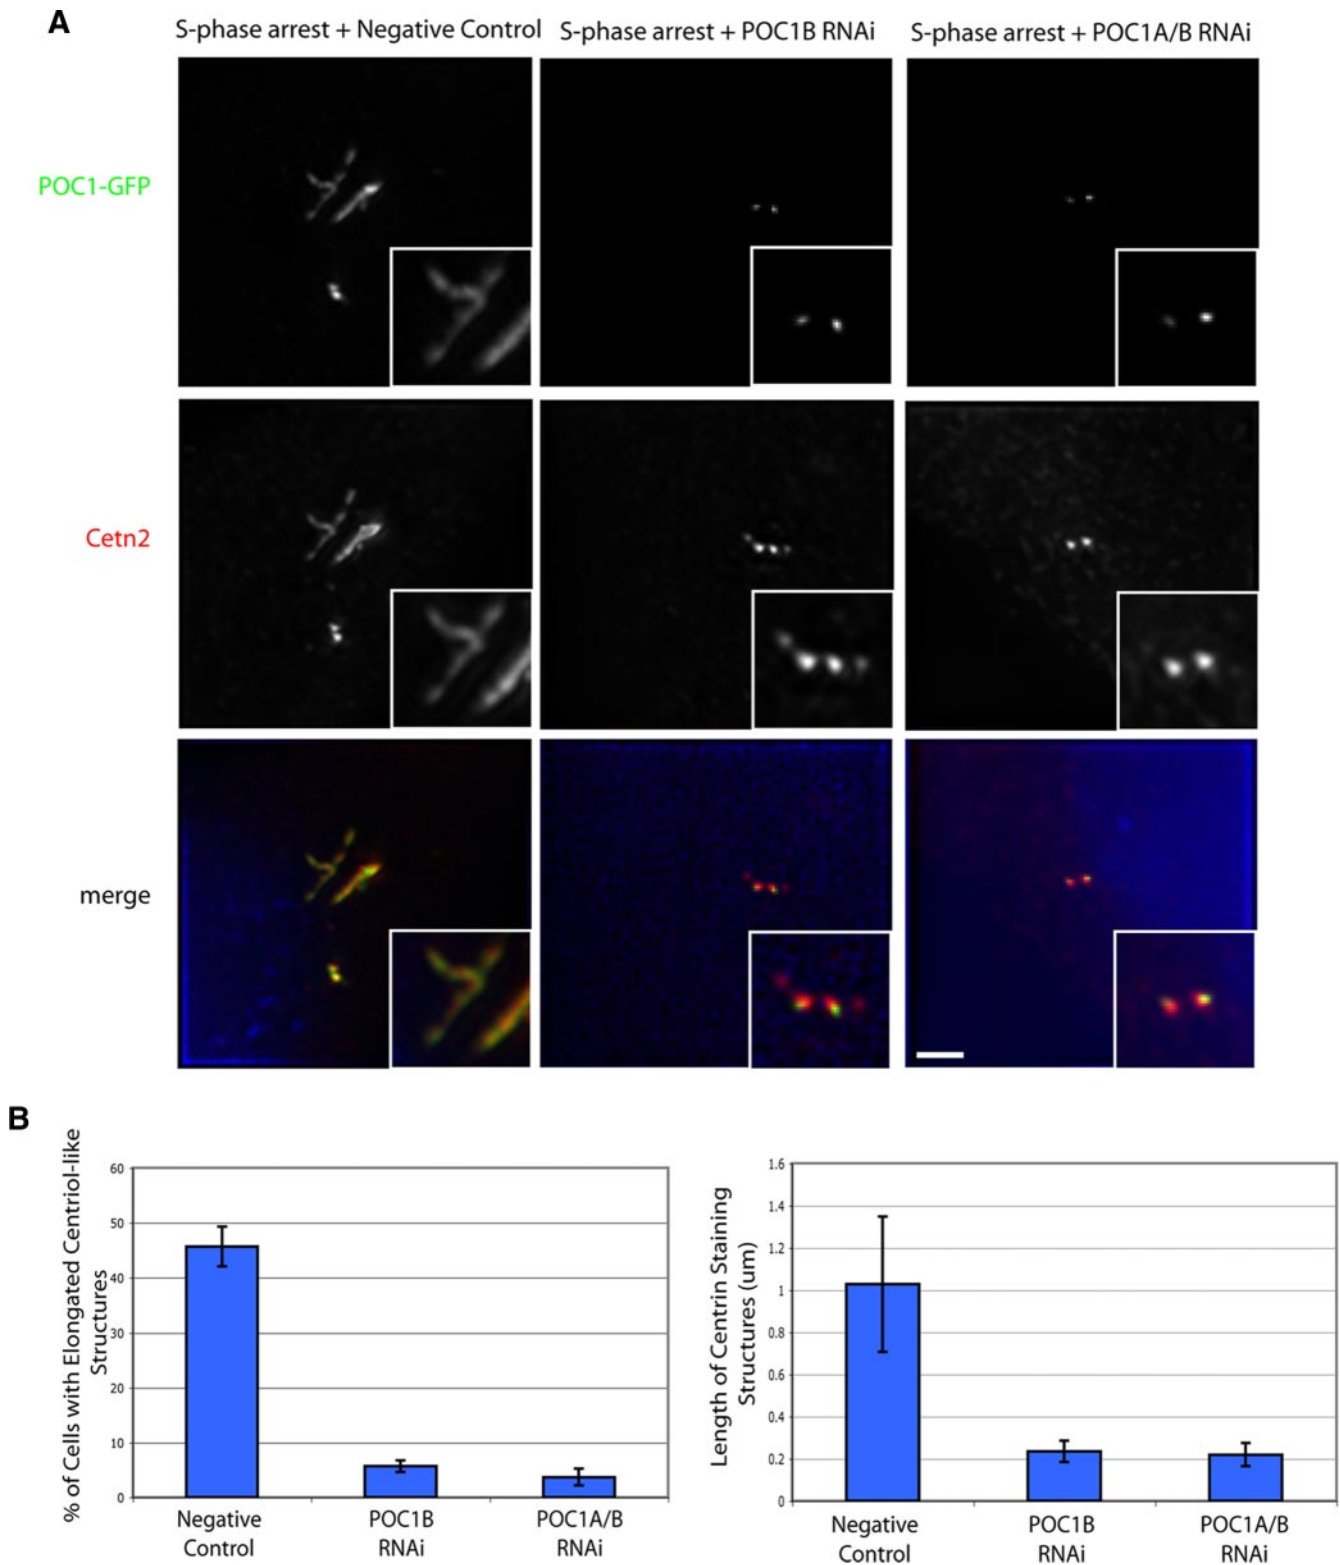 A
S-phase arrest + Negative Control
S-phase arrest + POC1B RNAi
S-phase arrest + POC1A/B RNAi
POC1-GFP
Cetn2
merge
B
% of Cells with Elongated Centriol-like
Structures
60
50
40
30
20
10
0
Negative
Control
POC1B
RNAi
POC1A/B
RNAi
Length of Centrin Staining
Structures (um)
1.6
1.4
1.2
1
0.8
0.6
0.4
0.2
0
Negative
Control
POC1B
RNAi
POC1A/B
RNAi